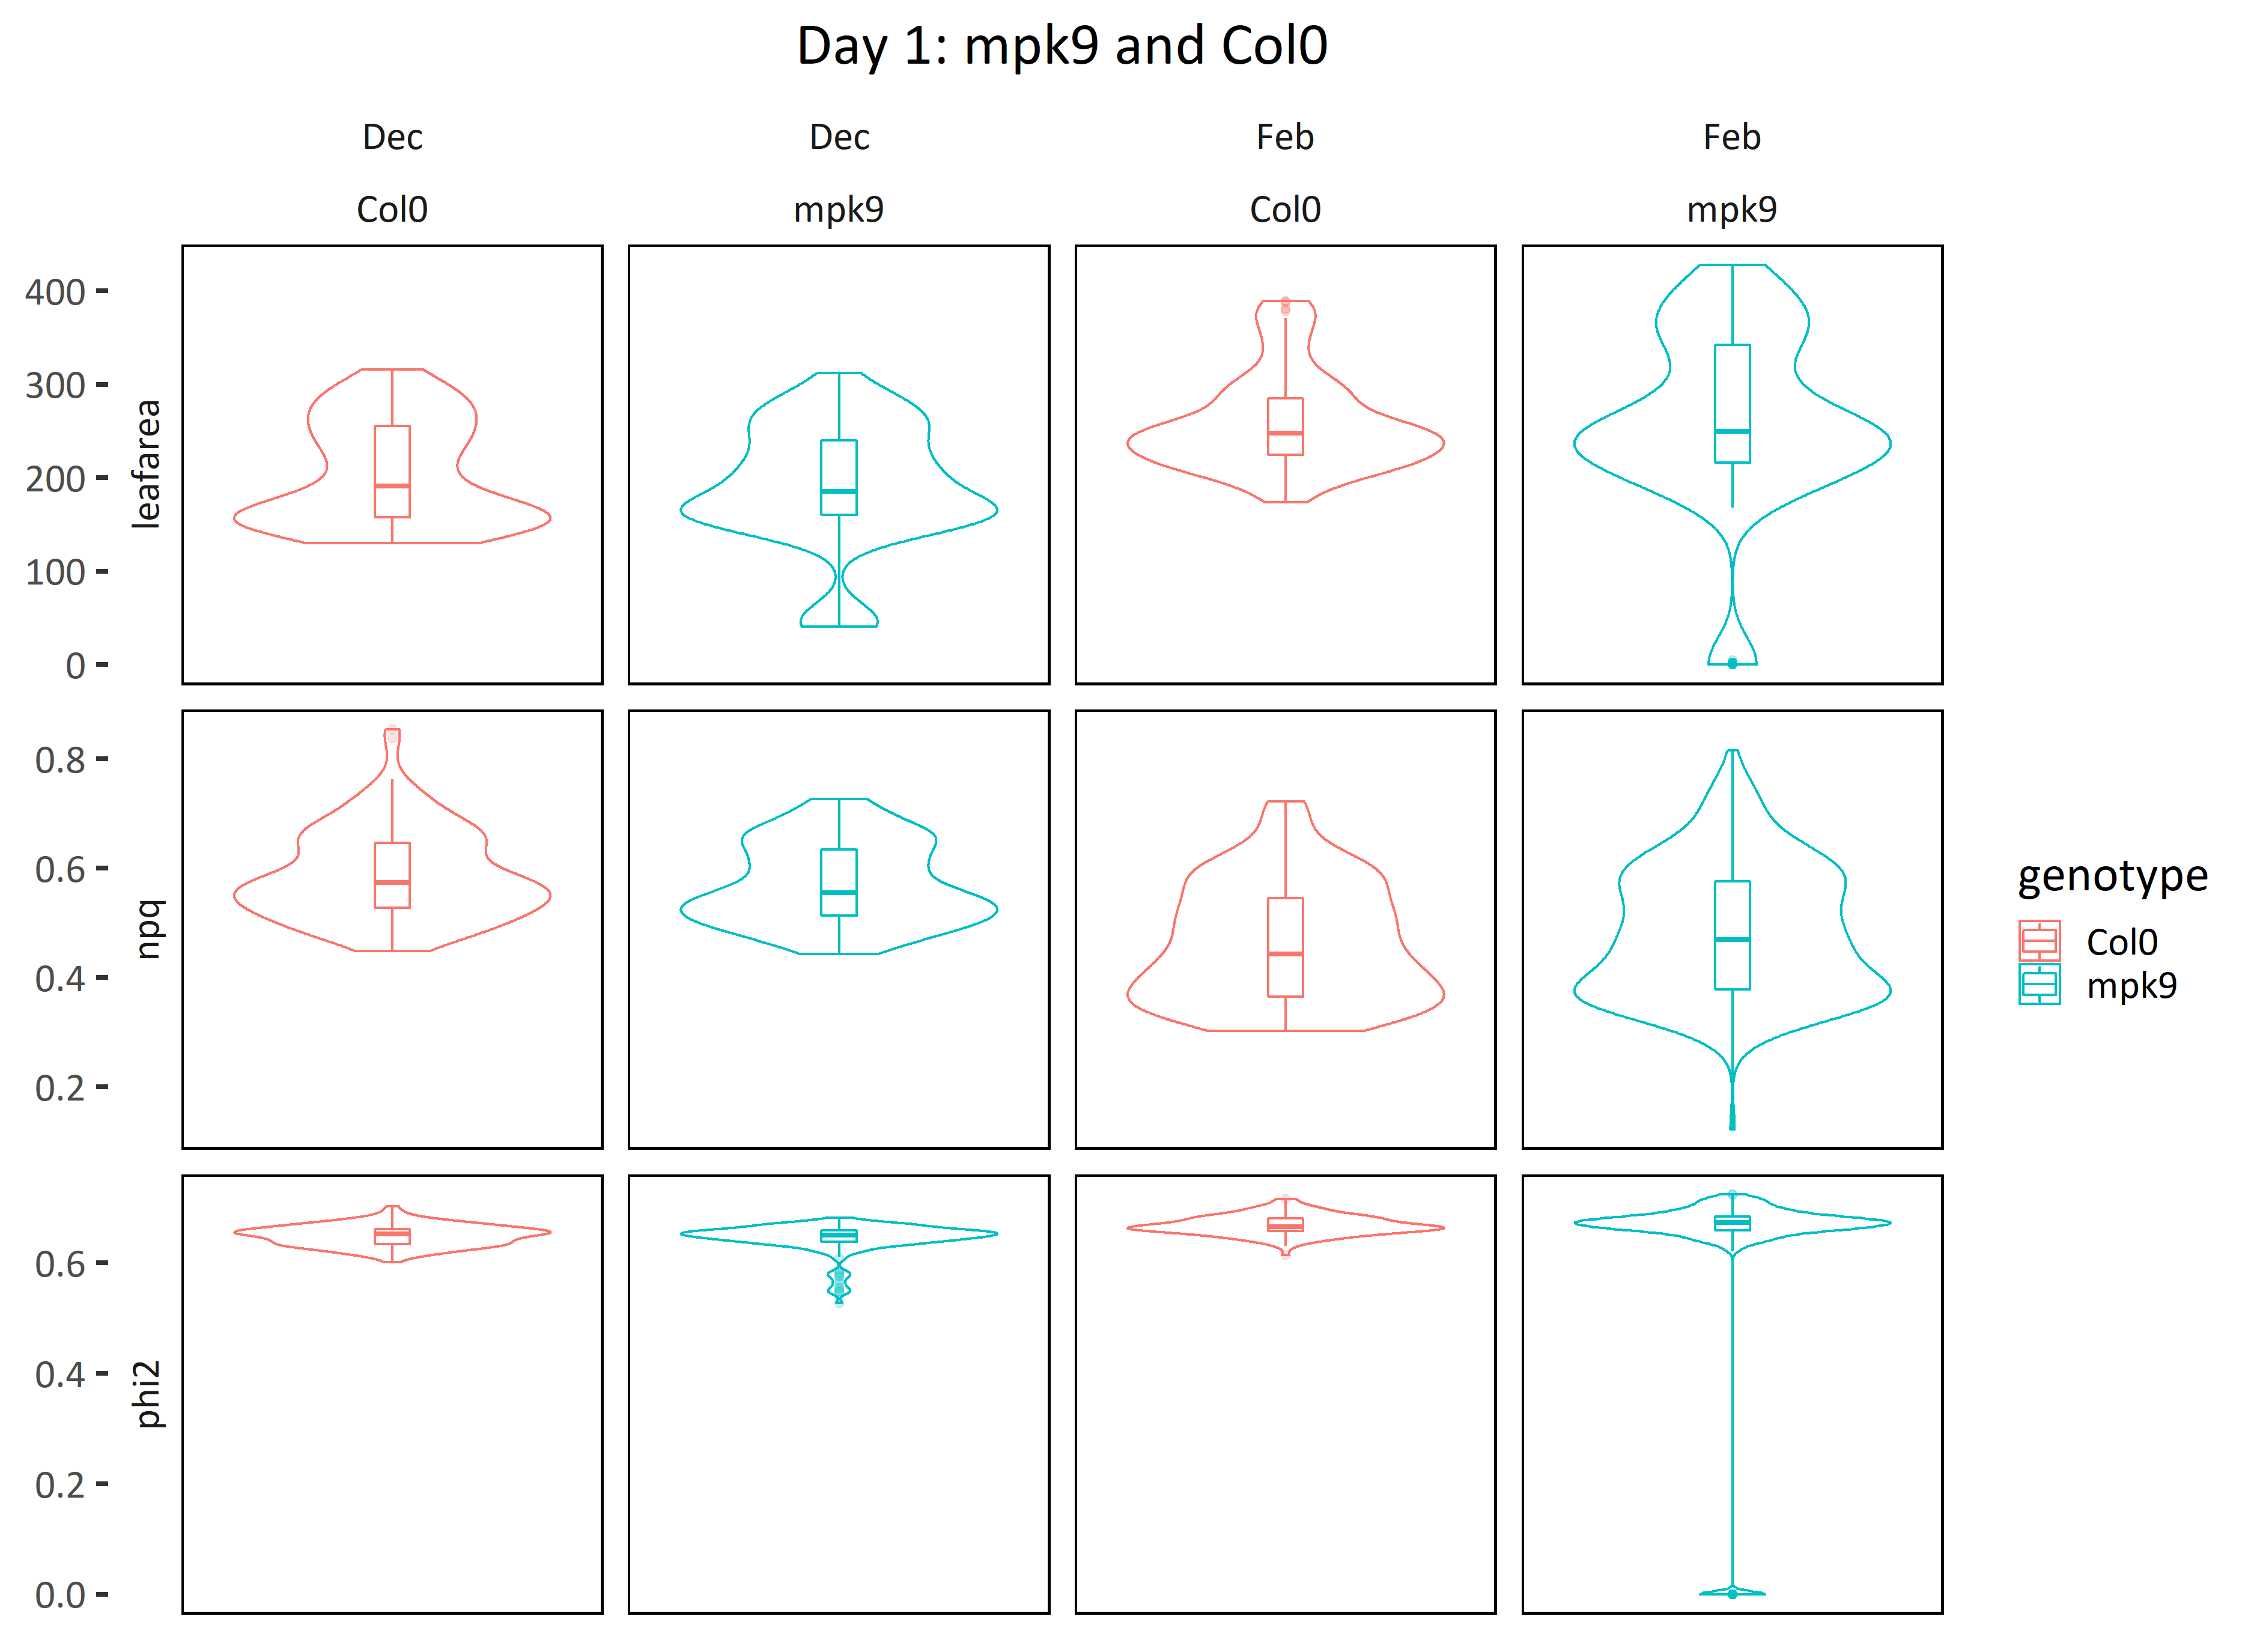 Day 1: mpk9 and Col0
Dec Dec Feb Feb
Col0 mpk9 Col0 mpk9
400
300
200
100
0
leafarea
0.8
0.6
0.4
0.2
npq
0.6
0.4
0.2
0.0
phi2
genotype
Col0
mpk9